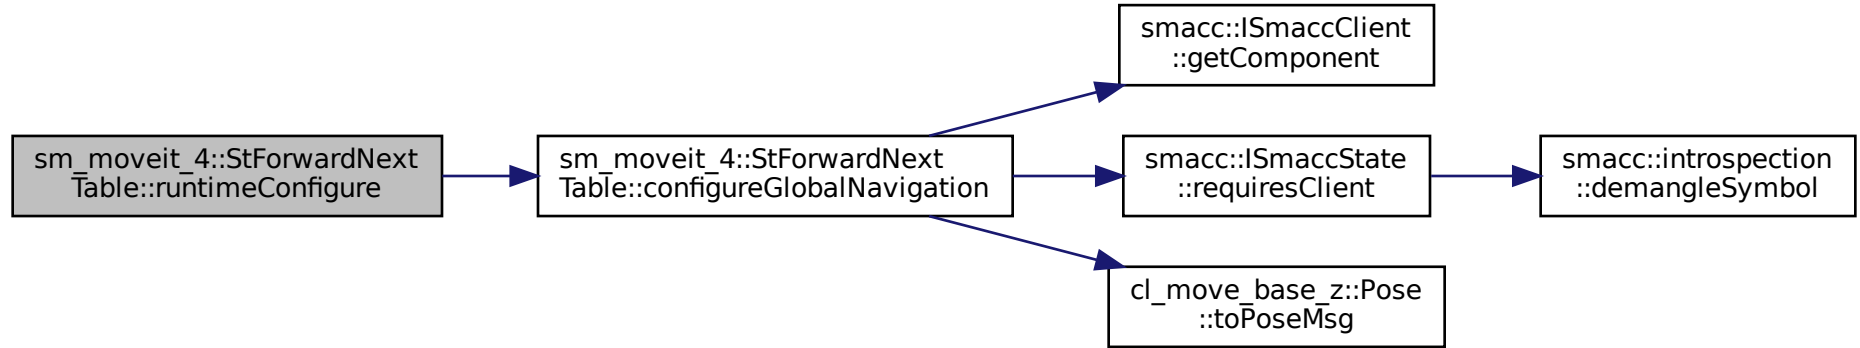 sm_moveit_4::StForwardNext
Table::runtimeConfigure
sm_moveit_4::StForwardNext
Table::configureGlobalNavigation
smacc::ISmaccClient
::getComponent
smacc::ISmaccState
::requiresClient
cl_move_base_z::Pose
::toPoseMsg
smacc::introspection
::demangleSymbol